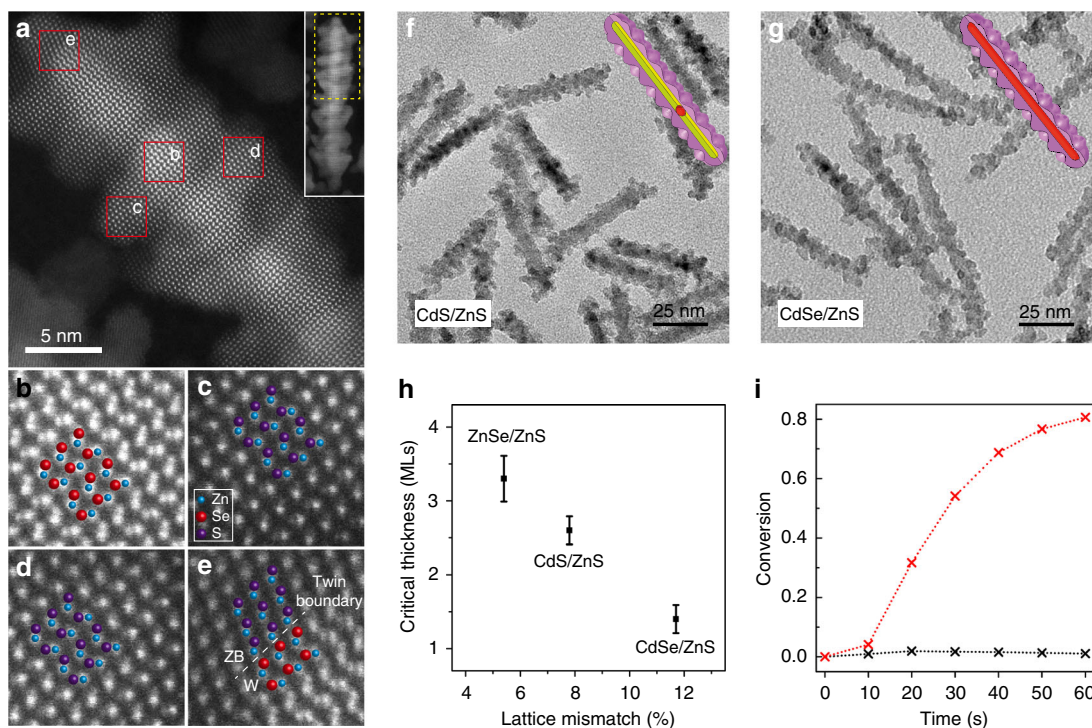 a
e
b
d
c
5 nm
b
c
Zn
Se
S
d
e
Twin
boundary
ZB
W
f
CdS/ZnS
25 nm
g
CdSe/ZnS
25 nm
h
Critical thickness (MLs)
4
3
2
1
ZnSe/ZnS
CdS/ZnS
CdSe/ZnS
4
6
8
10
12
Lattice mismatch (%)
i
Conversion
0.8
0.6
0.4
0.2
0.0
0
10
20
30
40
50
60
Time (s)